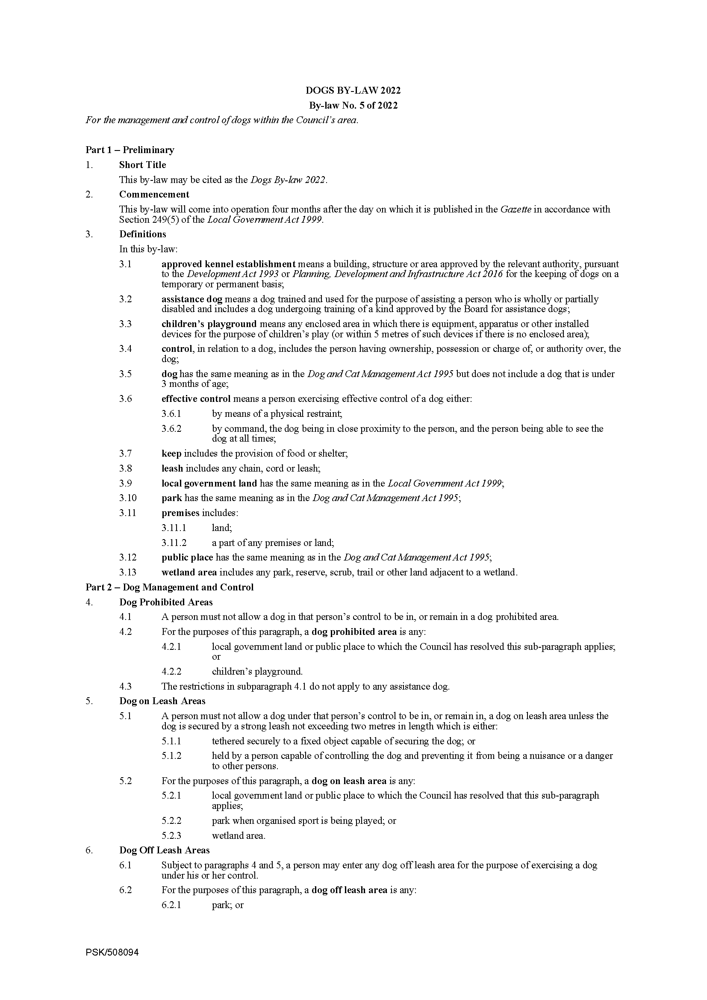 DOGS BY-LAW 2022
By-law No. 5 of 2022
For the management and control of dogs within the Council's area.
Part 1 – Preliminary
1. Short Title
This by-law may be cited as the Dogs By-law 2022.
2. Commencement
This by-law will come into operation four months after the day on which it is published in the Gazette in accordance with
Section 249(5) of the Local Government Act 1999.
3. Definitions
In this by-law:
3.1 approved kennel establishment means a building, structure or area approved by the relevant authority, pursuant
to the Development Act 1993 or Planning, Development and Infrastructure Act 2016 for the keeping of dogs on a
temporary or permanent basis;
3.2 assistance dog means a dog trained and used for the purpose of assisting a person who is wholly or partially
disabled and includes a dog undergoing training of a kind approved by the Board for assistance dogs;
3.3 children's playground means any enclosed area in which there is equipment, apparatus or other installed
devices for the purpose of children's play (or within 5 metres of such devices if there is no enclosed area);
3.4 control, in relation to a dog, includes the person having ownership, possession or charge of, or authority over, the
dog;
3.5 dog has the same meaning as in the Dog and Cat Management Act 1995 but does not include a dog that is under
3 months of age;
3.6 effective control means a person exercising effective control of a dog either:
3.6.1 by means of a physical restraint;
3.6.2 by command, the dog being in close proximity to the person, and the person being able to see the
dog at all times;
3.7 keep includes the provision of food or shelter;
3.8 leash includes any chain, cord or leash;
3.9 local government land has the same meaning as in the Local Government Act 1999;
3.10 park has the same meaning as in the Dog and Cat Management Act 1995;
3.11 premises includes:
3.11.1 land;
3.11.2 a part of any premises or land;
3.12 public place has the same meaning as in the Dog and Cat Management Act 1995;
3.13 wetland area includes any park, reserve, scrub, trail or other land adjacent to a wetland.
Part 2 – Dog Management and Control
4. Dog Prohibited Areas
4.1 A person must not allow a dog in that person's control to be in, or remain in a dog prohibited area.
4.2 For the purposes of this paragraph, a dog prohibited area is any:
4.2.1 local government land or public place to which the Council has resolved this sub-paragraph applies;
or
4.2.2 children's playground.
4.3 The restrictions in subparagraph 4.1 do not apply to any assistance dog.
5. Dog on Leash Areas
5.1 A person must not allow a dog under that person's control to be in, or remain in, a dog on leash area unless the
dog is secured by a strong leash not exceeding two metres in length which is either:
5.1.1 tethered securely to a fixed object capable of securing the dog; or
5.1.2 held by a person capable of controlling the dog and preventing it from being a nuisance or a danger
to other persons.
5.2 For the purposes of this paragraph, a dog on leash area is any:
5.2.1 local government land or public place to which the Council has resolved that this sub-paragraph
applies;
5.2.2 park when organised sport is being played; or
5.2.3 wetland area.
6. Dog Off Leash Areas
6.1 Subject to paragraphs 4 and 5, a person may enter any dog off leash area for the purpose of exercising a dog
under his or her control.
6.2 For the purposes of this paragraph, a dog off leash area is any:
6.2.1 park; or
PSK/508094